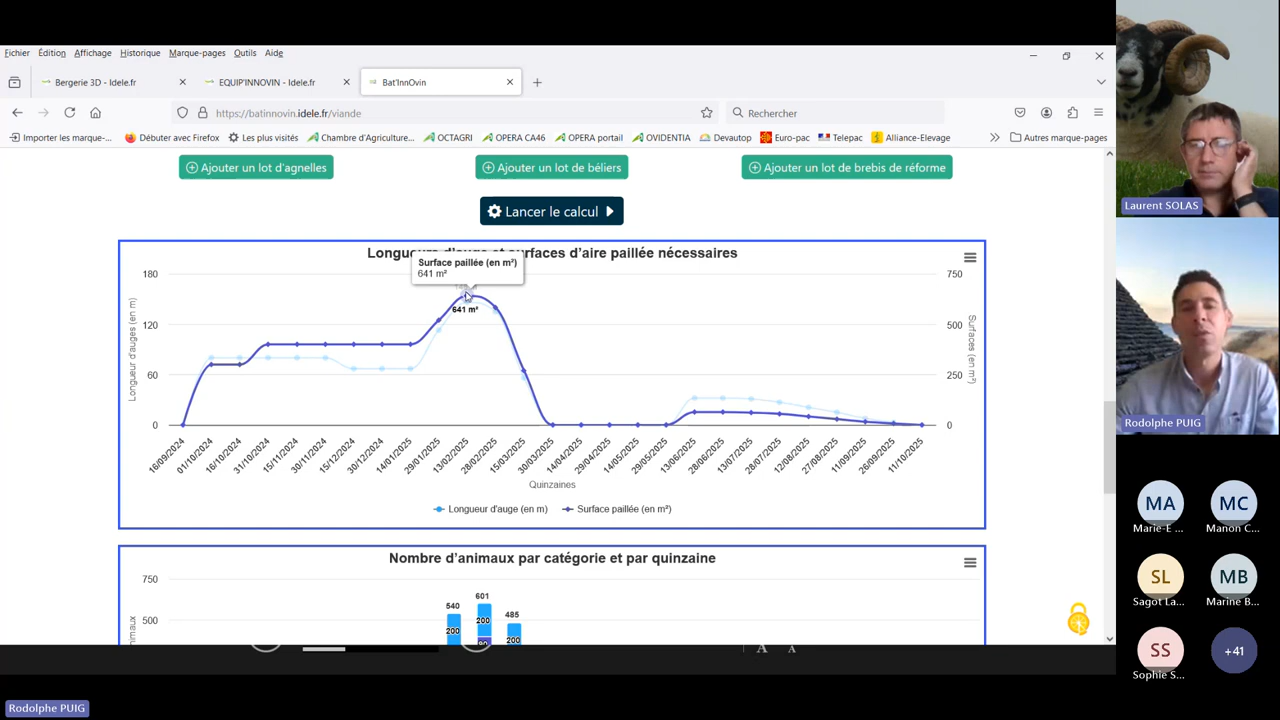 Fichier Édition Affichage Historique Marque-pages Outils Aide
Bergerie 3D - Idele.fr
EQUIP'INNOVIN - Idele.fr
Bat'InnOvin
https://batinnovin.idele.fr/viande
Rechercher
Importer les marque-...
Débuter avec Firefox
Les plus visités
Chambre d'Agriculture...
OCTAGRI
OPERA CA46
OPERA portail
OVIDENTIA
Devautop
Euro-pac
Telepac
Alliance-Elevage
Autres marque-pages
Ajouter un lot d'agnelles
Ajouter un lot de béliers
Ajouter un lot de brebis de réforme
Lancer le calcul
Longueurs d'auge et surfaces d'aire paillée nécessaires
Surface paillée (en m²)
641 m²
641 m²
180
120
60
0
Longueur d'auges (en m)
750
500
250
0
Surfaces (en m²)
16/09/2024
01/10/2024
16/10/2024
31/10/2024
15/11/2024
30/11/2024
15/12/2024
30/12/2024
14/01/2025
29/01/2025
13/02/2025
28/02/2025
15/03/2025
30/03/2025
14/04/2025
29/04/2025
14/05/2025
29/05/2025
13/06/2025
28/06/2025
13/07/2025
28/07/2025
12/08/2025
27/08/2025
11/09/2025
26/09/2025
11/10/2025
Quinzaines
Longueur d'auge (en m)
Surface paillée (en m²)
Nombre d'animaux par catégorie et par quinzaine
750
500
540
200
601
200
485
200
A A
Laurent SOLAS
Rodolphe PUIG
MA
Marie-E ...
MC
Manon C...
SL
Sagot La...
MB
Marine B...
SS
Sophie S...
+41
Rodolphe PUIG